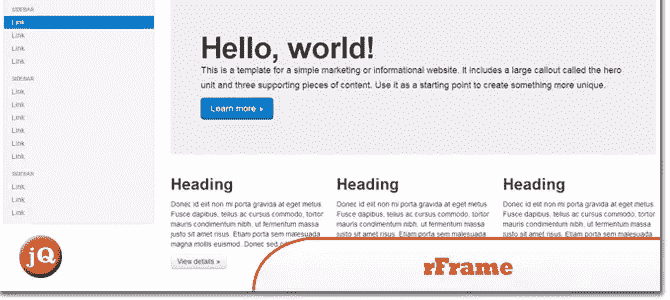 SIDEBAR
Link
Link
Link
Link
SIDEBAR
Link
Link
Link
Link
Link
Link
SIDEBAR
Link
Link
Link
Hello, world!
This is a template for a simple marketing or informational website. It includes a large callout called the hero
unit and three supporting pieces of content. Use it as a starting point to create something more unique.
Learn more »
Heading
Donec id elit non mi porta gravida at eget metus.
Fusce dapibus, tellus ac cursus commodo, tortor
mauris condimentum nibh, ut fermentum massa
justo sit amet risus. Etiam porta sem malesuada
magna mollis euismod. Donec sed
View details »
Heading
Donec id elit non mi porta gravida at eget metus.
Fusce dapibus, tellus ac cursus commodo, tortor
mauris condimentum nibh, ut fermentum massa
justo sit amet risus. Etiam porta sem malesuada
Heading
Donec id elit non mi porta gravida at eget
Fusce dapibus, tellus ac cursus commodo,
mauris condimentum nibh, ut fermentum
justo sit amet risus. Etiam porta sem malesuada
jQ
rFrame